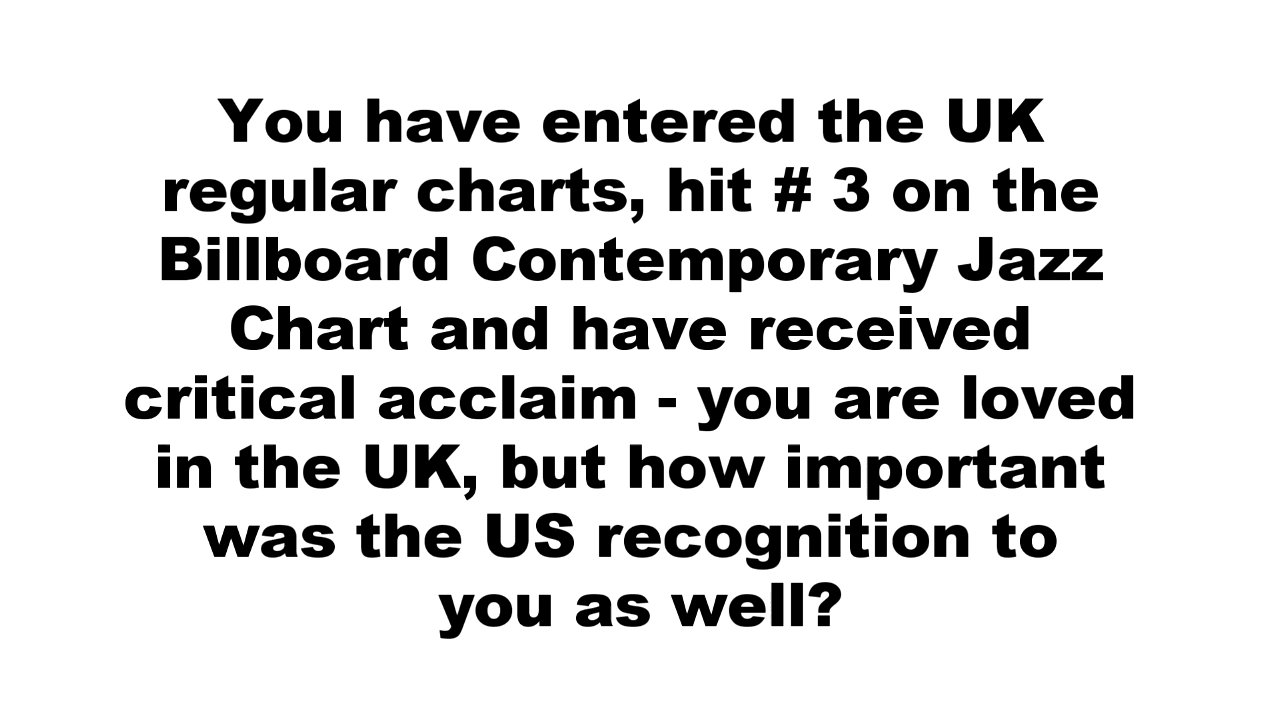 You have entered the UK
regular charts, hit # 3 on the
Billboard Contemporary Jazz
Chart and have received
critical acclaim - you are loved
in the UK, but how important
was the US recognition to
you as well?